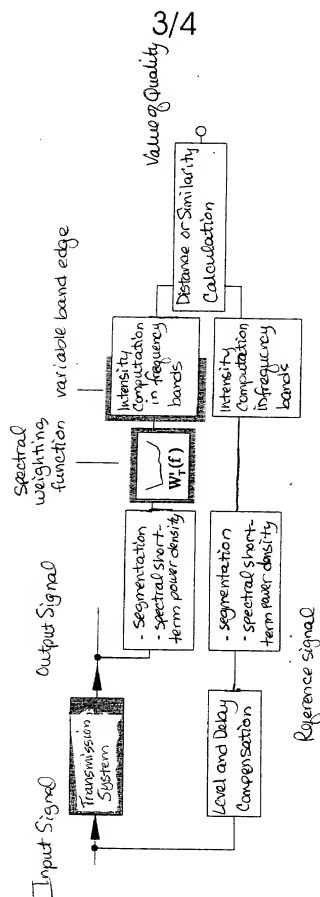 3/4
Input Signal
Transmission
System
Output Signal
Spectral
weighting
function
variable band edge
- segmentation
- spectral short-
term power density
W'T(f)
Intensity
Computation
in frequency
bands
Value of Quality
Distance or Similarity
Calculation
Level and Delay
Compensation
- segmentation
- spectral short-
term power density
Intensity
Computation
in frequency
bands
Reference signal